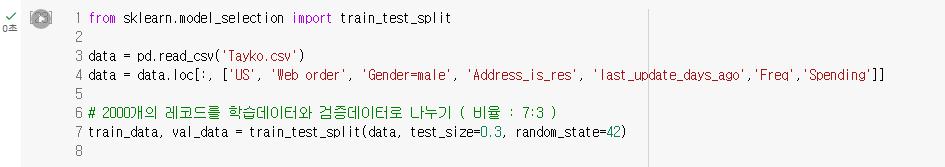 0초
1 from sklearn.model_selection import train_test_split
2
3 data = pd.read_csv('Tayko.csv')
4 data = data.loc[:, ['US', 'Web order', 'Gender=male', 'Address_is_res', 'last_update_days_ago','Freq','Spending']]
5
6 # 2000개의 레코드를 학습데이터와 검증데이터로 나누기 ( 비율 : 7:3 )
7 train_data, val_data = train_test_split(data, test_size=0.3, random_state=42)
8